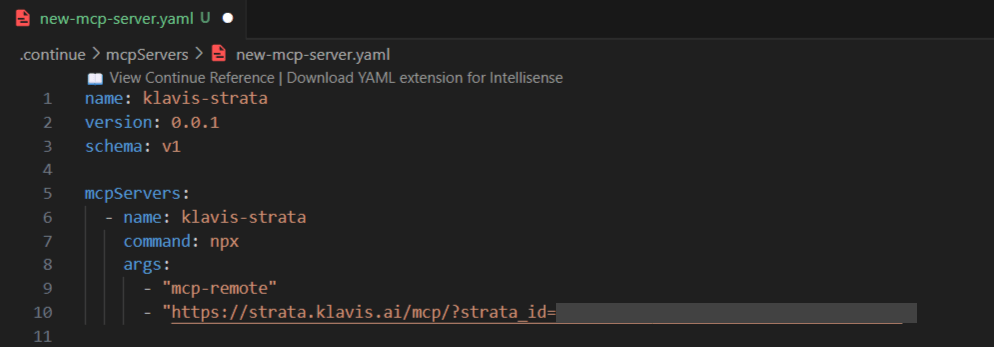 new-mcp-server.yaml U
.continue > mcpServers > new-mcp-server.yaml
View Continue Reference | Download YAML extension for Intellisense
1 name: klavis-strata
2 version: 0.0.1
3 schema: v1
4
5 mcpServers:
6 - name: klavis-strata
7 command: npx
8 args:
9 - "mcp-remote"
10 - "https://strata.klavis.ai/mcp/?strata_id=
11